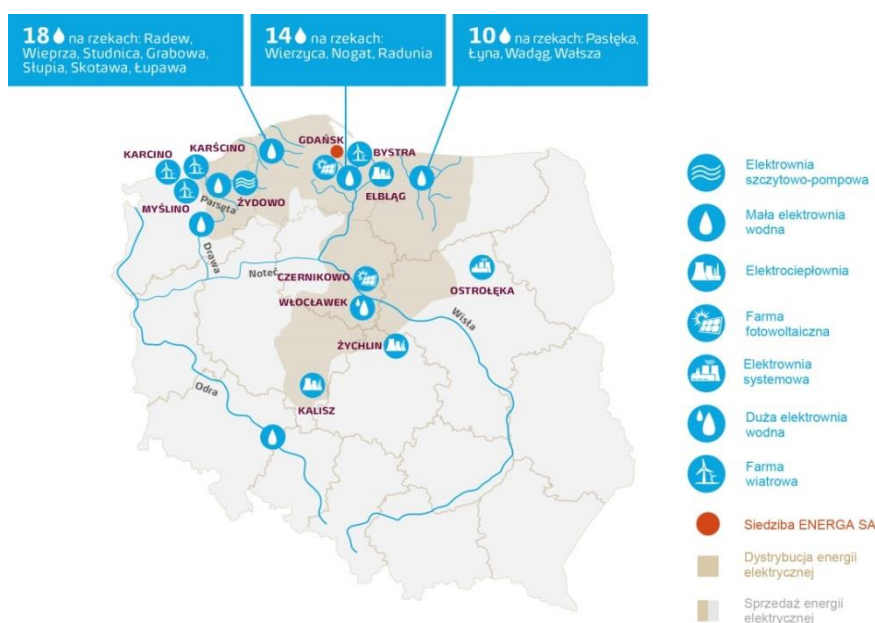 18 na rzekach: Radew,
Wieprza, Studnica, Grabowa,
Słupia, Skotawa, Łupawa
14 na rzekach:
Wierzyca, Nogat, Radunia
10 na rzekach: Pasłęka,
Łyna, Wadąg, Wałsza
GDAŃSK
KARŚCINO
BYSTRA
KARCINO
ELBLĄG
MYŚLINO
Parsęta
ŻYDOWO
Drawa
Noteć
CZERNIKOWO
OSTROŁĘKA
WŁOCŁAWEK
Wisła
ŻYCHLIN
Odra
KALISZ
Elektrownia
szczytowo-pompowa
Mała elektrownia
wodna
Elektrociepłownia
Farma
fotowoltaiczna
Elektrownia
systemowa
Duża elektrownia
wodna
Farma
wiatrowa
Siedziba ENERGA SA
Dystrybucja energii
elektrycznej
Sprzedaż energii
elektrycznej